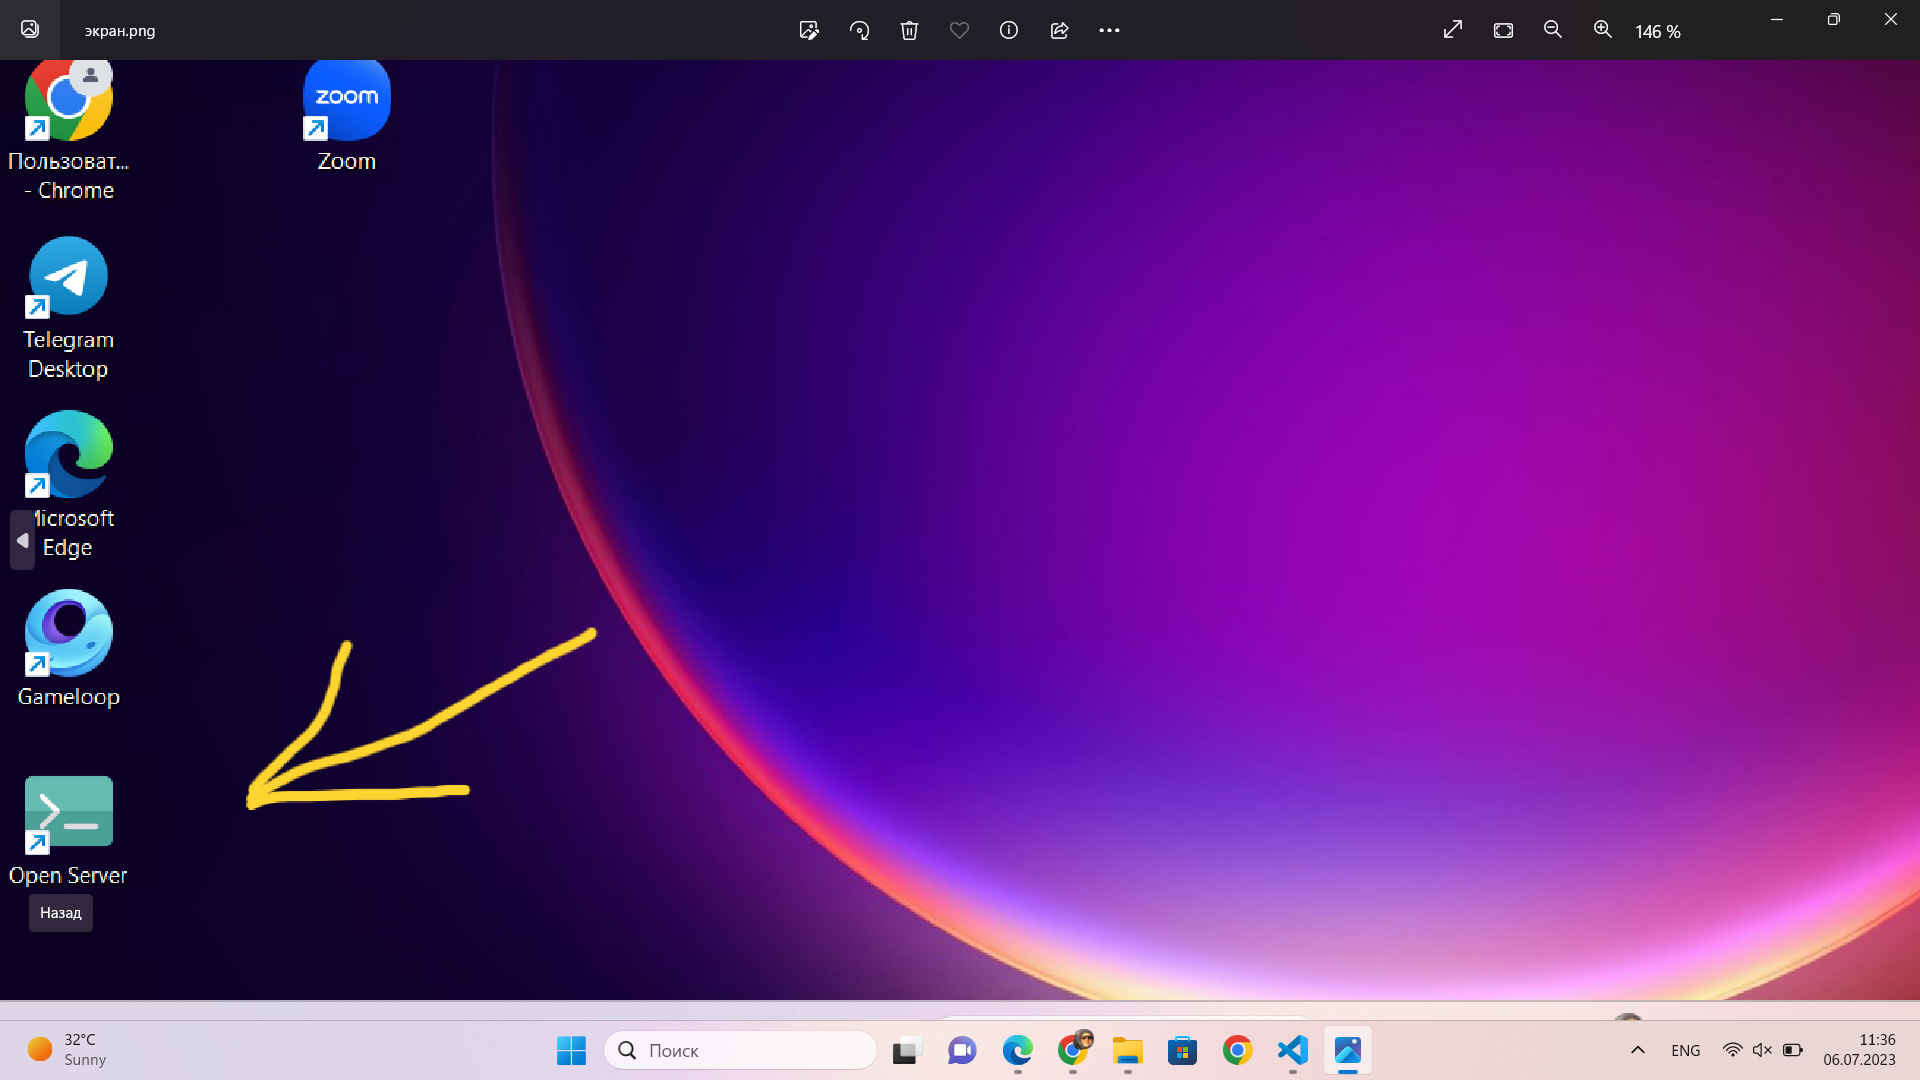 экран.png
146 %
zoom
Пользоват...
- Chrome
Zoom
Telegram
Desktop
Microsoft
Edge
Gameloop
Open Server
Назад
32°C
Sunny
Поиск
ENG
11:36
06.07.2023